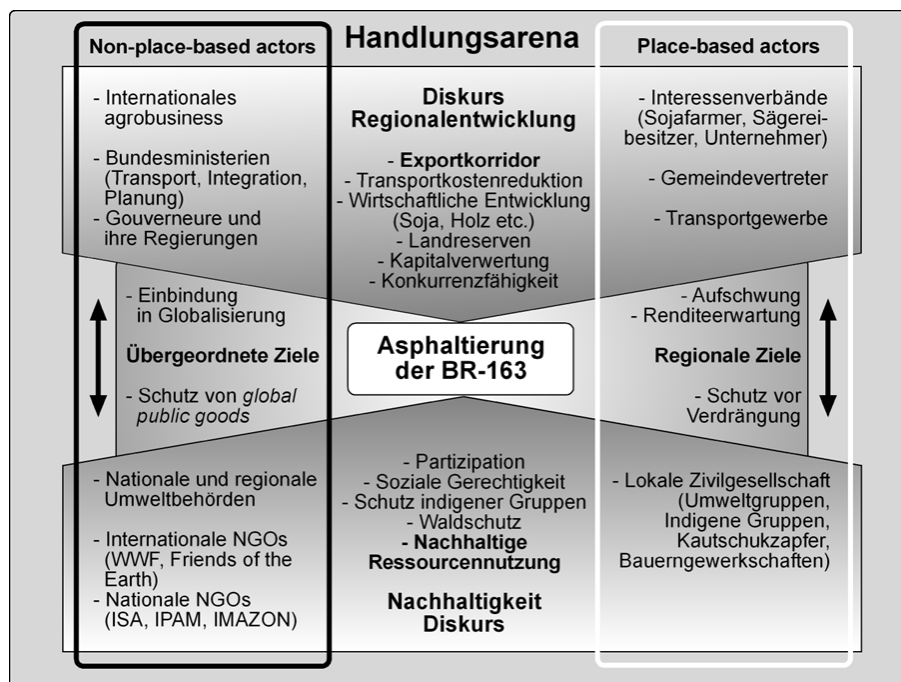 Handlungsarena
Non-place-based actors
- Internationales
agrobusiness
- Bundesministerien
(Transport, Integration,
Planung)
- Gouverneure und
ihre Regierungen
- Einbindung
in Globalisierung
Übergeordnete Ziele
- Schutz von global
public goods
- Nationale und regionale
Umweltbehörden
- Internationale NGOs
(WWF, Friends of the
Earth)
- Nationale NGOs
(ISA, IPAM, IMAZON)
Diskurs
Regionalentwicklung
- Exportkorridor
- Transportkostenreduktion
- Wirtschaftliche Entwicklung
(Soja, Holz etc.)
- Landreserven
- Kapitalverwertung
- Konkurrenzfähigkeit
Asphaltierung
der BR-163
- Partizipation
- Soziale Gerechtigkeit
- Schutz indigener Gruppen
- Waldschutz
- Nachhaltige
Ressourcennutzung
Nachhaltigkeit
Diskurs
Place-based actors
- Interessenverbände
(Sojafarmer, Sägerei-
besitzer, Unternehmer)
- Gemeindevertreter
- Transportgewerbe
- Aufschwung
- Renditeerwartung
Regionale Ziele
- Schutz vor
Verdrängung
- Lokale Zivilgesellschaft
(Umweltgruppen,
Indigene Gruppen,
Kautschukzapfer,
Bauerngewerkschaften)